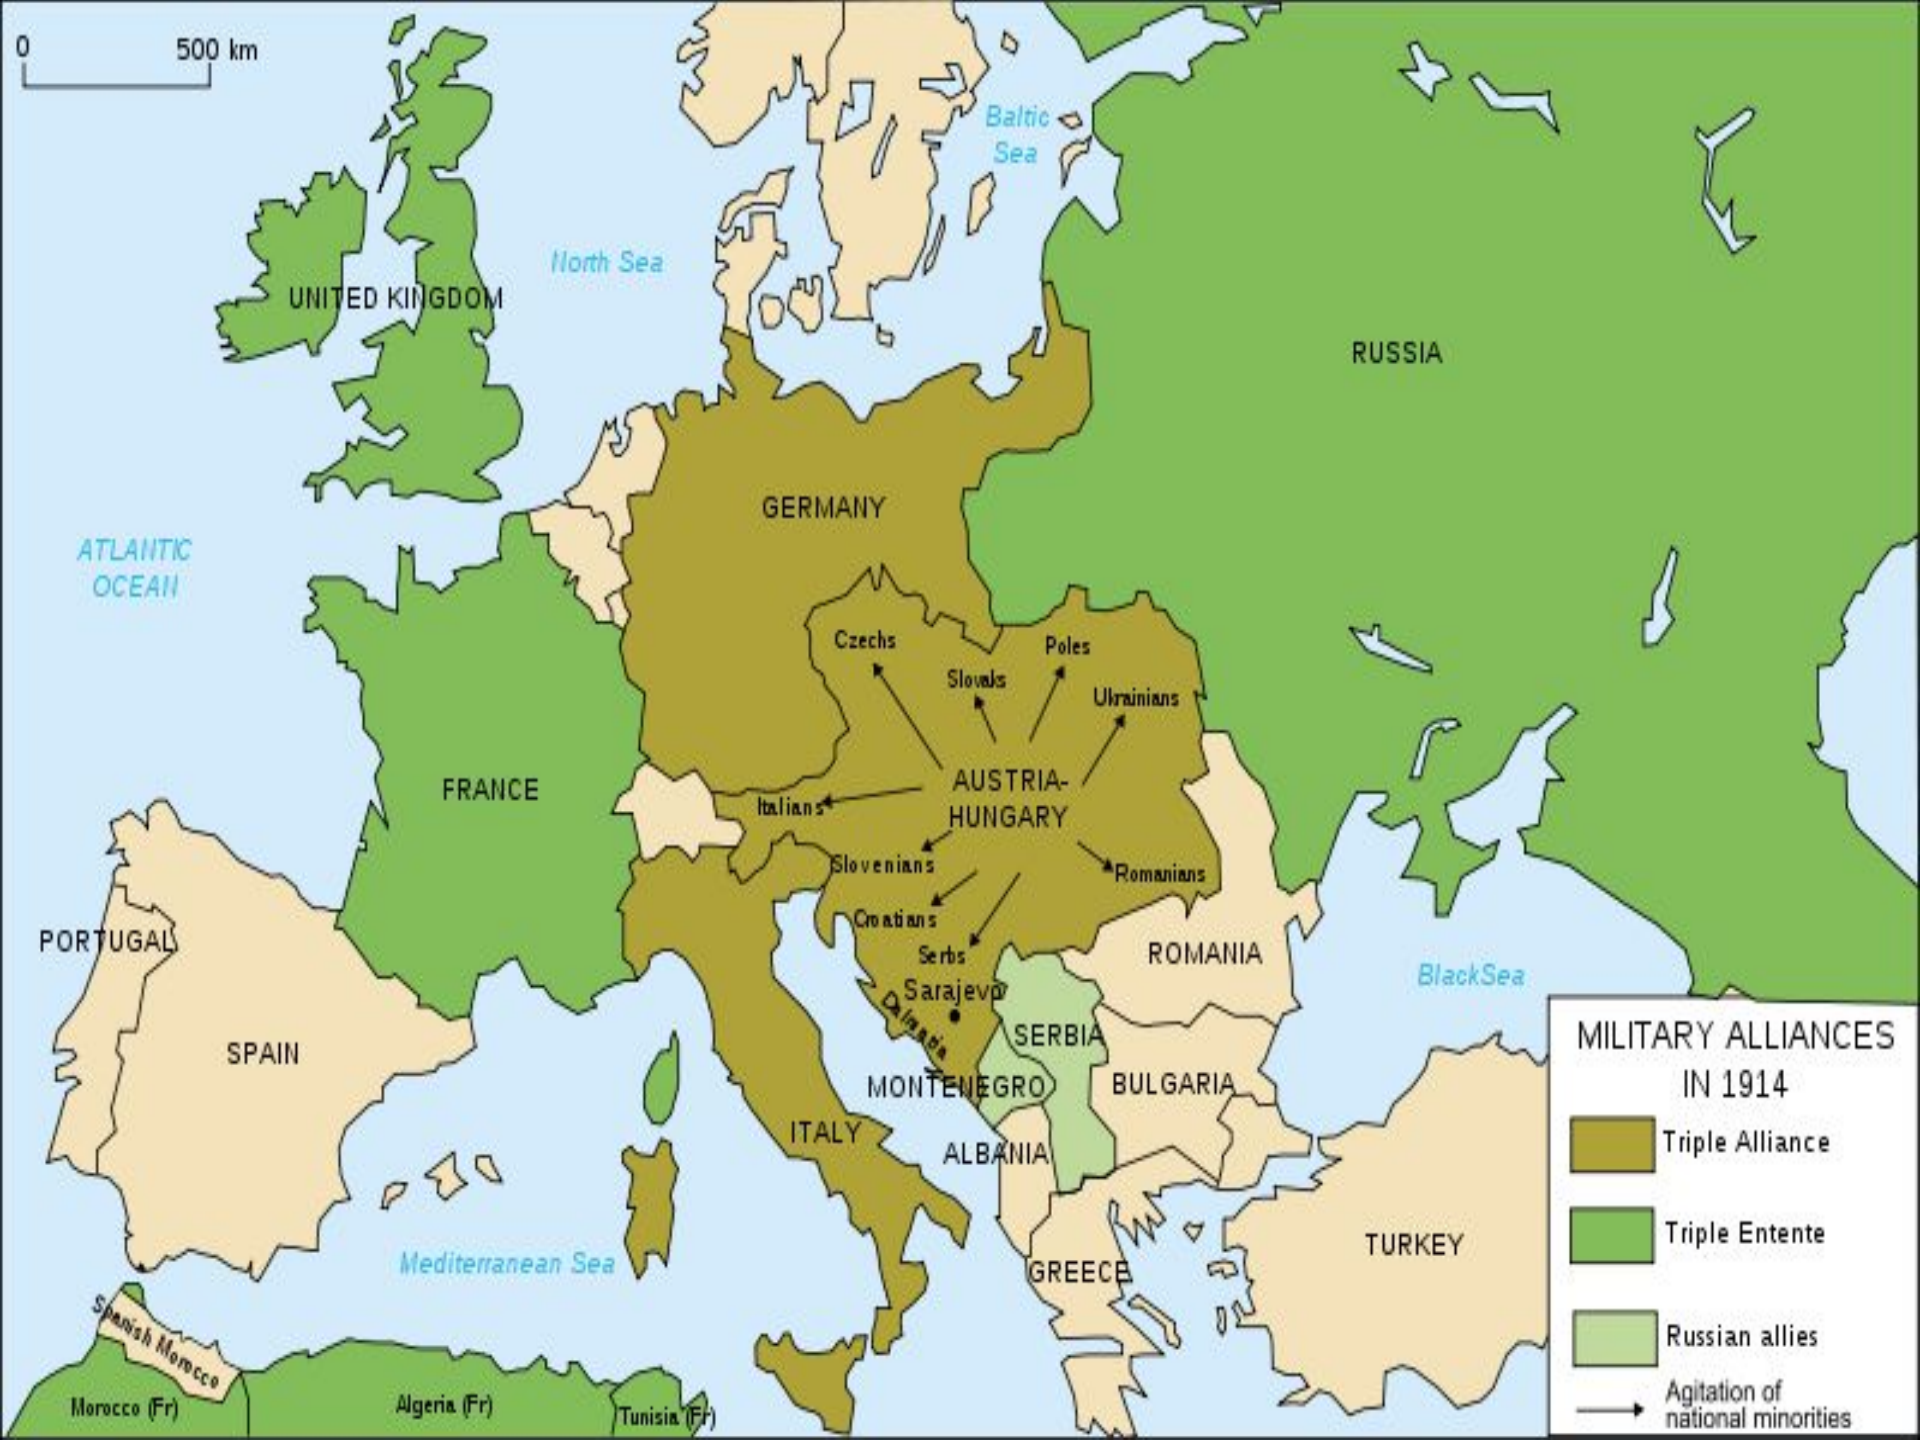 0 500 km
Baltic
Sea
North Sea
UNITED KINGDOM
RUSSIA
GERMANY
ATLANTIC
OCEAN
Czechs
Poles
Slovaks
Ukrainians
FRANCE
AUSTRIA-
HUNGARY
Italians
Slovenians
Romanians
Croatians
Serbs
PORTUGAL
ROMANIA
BlackSea
Sarajevo
Dalmatia
SERBIA
SPAIN
MONTENEGRO
BULGARIA
ITALY
ALBANIA
Mediterranean Sea
GREECE
TURKEY
Spanish Morocco
Morocco (Fr)
Algeria (Fr)
Tunisia (Fr)
MILITARY ALLIANCES
IN 1914
Triple Alliance
Triple Entente
Russian allies
Agitation of
national minorities